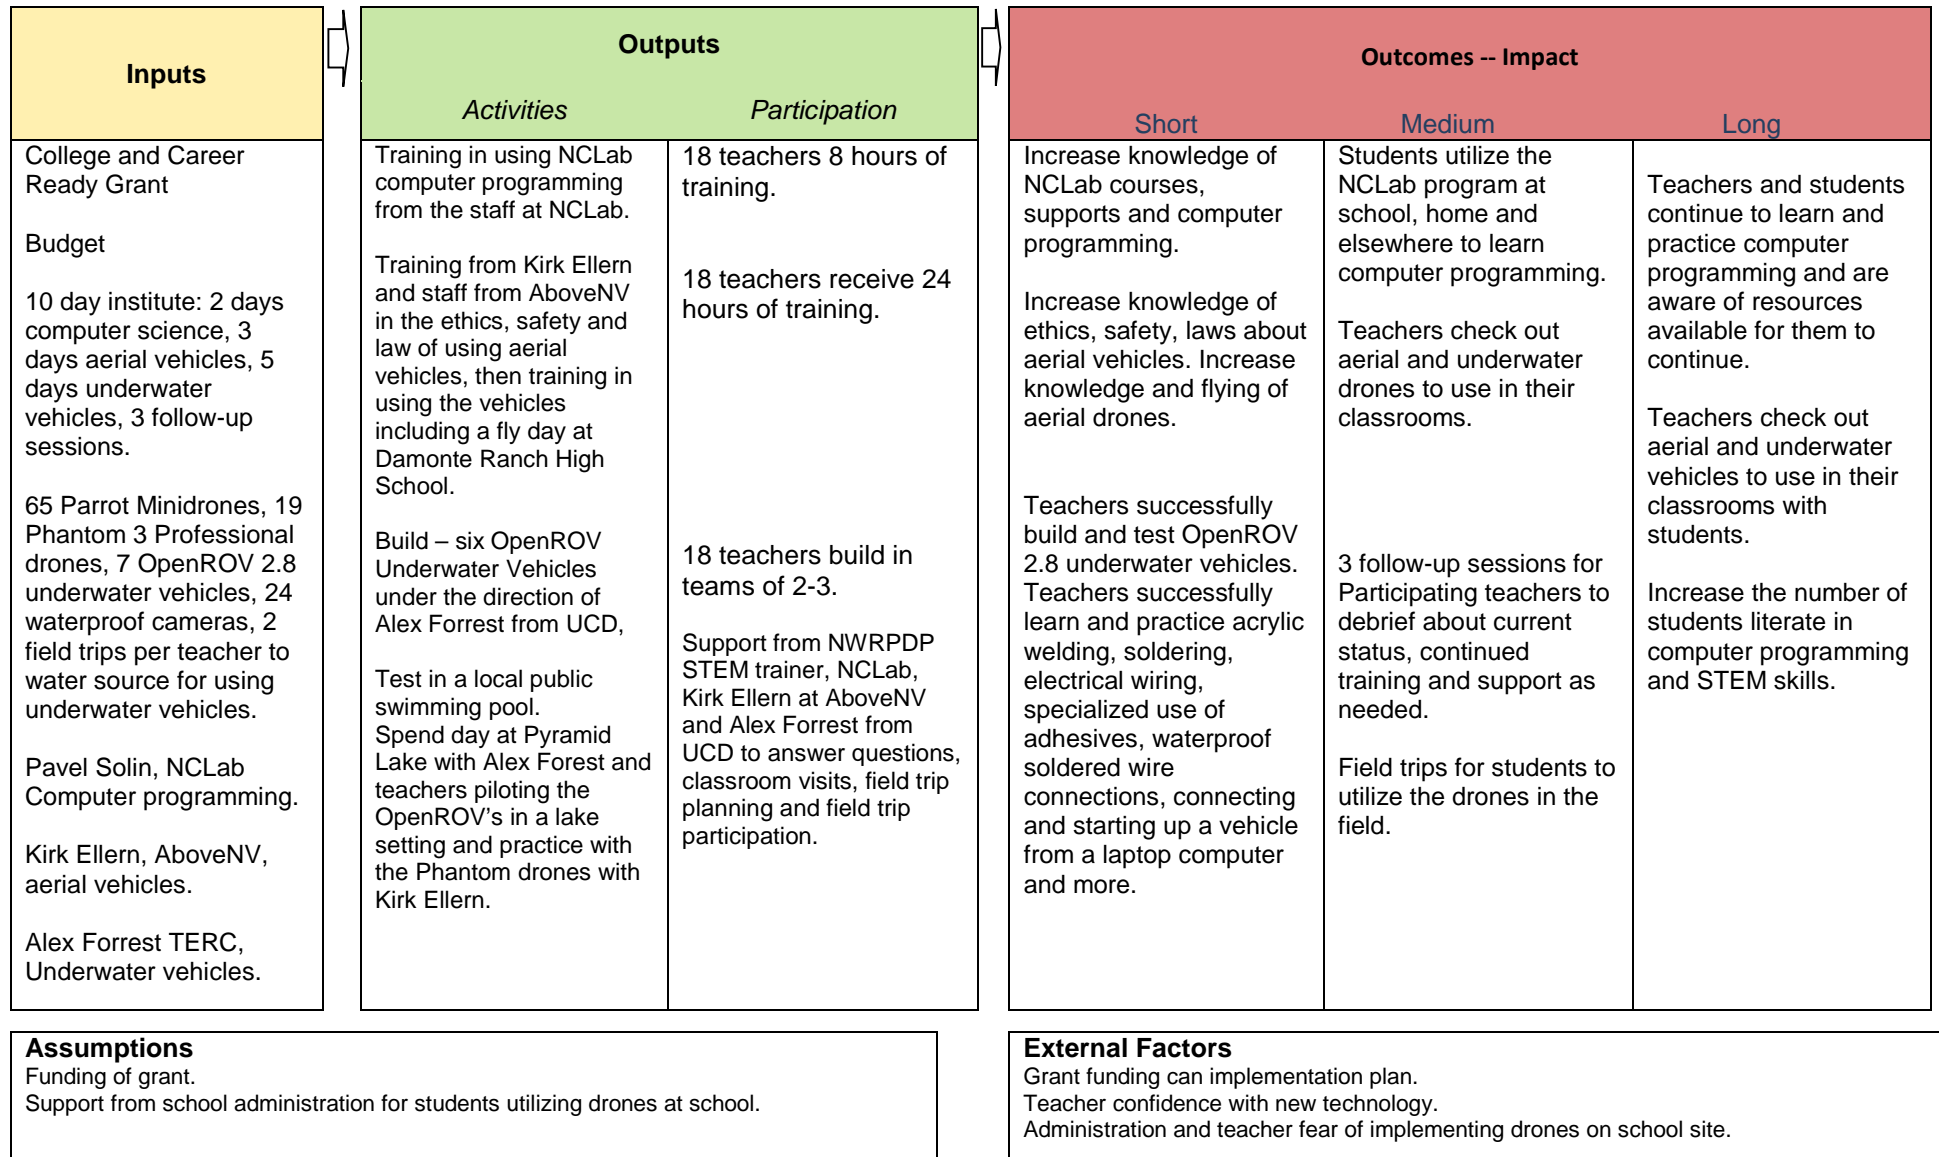 Inputs
College and Career
Ready Grant
Budget
10 day institute: 2 days
computer science, 3
days aerial vehicles, 5
days underwater
vehicles, 3 follow-up
sessions.
65 Parrot Minidrones, 19
Phantom 3 Professional
drones, 7 OpenROV 2.8
underwater vehicles, 24
waterproof cameras, 2
field trips per teacher to
water source for using
underwater vehicles.
Pavel Solin, NCLab
Computer programming.
Kirk Ellern, AboveNV,
aerial vehicles.
Alex Forrest TERC,
Underwater vehicles.
Outputs
Activities
Training in using NCLab
computer programming
from the staff at NCLab.
Training from Kirk Ellern
and staff from AboveNV
in the ethics, safety and
law of using aerial
vehicles, then training in
using the vehicles
including a fly day at
Damonte Ranch High
School.
Build – six OpenROV
Underwater Vehicles
under the direction of
Alex Forrest from UCD,
Test in a local public
swimming pool.
Spend day at Pyramid
Lake with Alex Forest and
teachers piloting the
OpenROV's in a lake
setting and practice with
the Phantom drones with
Kirk Ellern.
Participation
18 teachers 8 hours of
training.
18 teachers receive 24
hours of training.
18 teachers build in
teams of 2-3.
Support from NWRPDP
STEM trainer, NCLab,
Kirk Ellern at AboveNV
and Alex Forrest from
UCD to answer questions,
classroom visits, field trip
planning and field trip
participation.
Outcomes -- Impact
Short
Increase knowledge of
NCLab courses,
supports and computer
programming.
Increase knowledge of
ethics, safety, laws about
aerial vehicles. Increase
knowledge and flying of
aerial drones.
Teachers successfully
build and test OpenROV
2.8 underwater vehicles.
Teachers successfully
learn and practice acrylic
welding, soldering,
electrical wiring,
specialized use of
adhesives, waterproof
soldered wire
connections, connecting
and starting up a vehicle
from a laptop computer
and more.
Medium
Students utilize the
NCLab program at
school, home and
elsewhere to learn
computer programming.
Teachers check out
aerial and underwater
drones to use in their
classrooms.
3 follow-up sessions for
Participating teachers to
debrief about current
status, continued
training and support as
needed.
Field trips for students to
utilize the drones in the
field.
Long
Teachers and students
continue to learn and
practice computer
programming and are
aware of resources
available for them to
continue.
Teachers check out
aerial and underwater
vehicles to use in their
classrooms with
students.
Increase the number of
students literate in
computer programming
and STEM skills.
Assumptions
Funding of grant.
Support from school administration for students utilizing drones at school.
External Factors
Grant funding can implementation plan.
Teacher confidence with new technology.
Administration and teacher fear of implementing drones on school site.